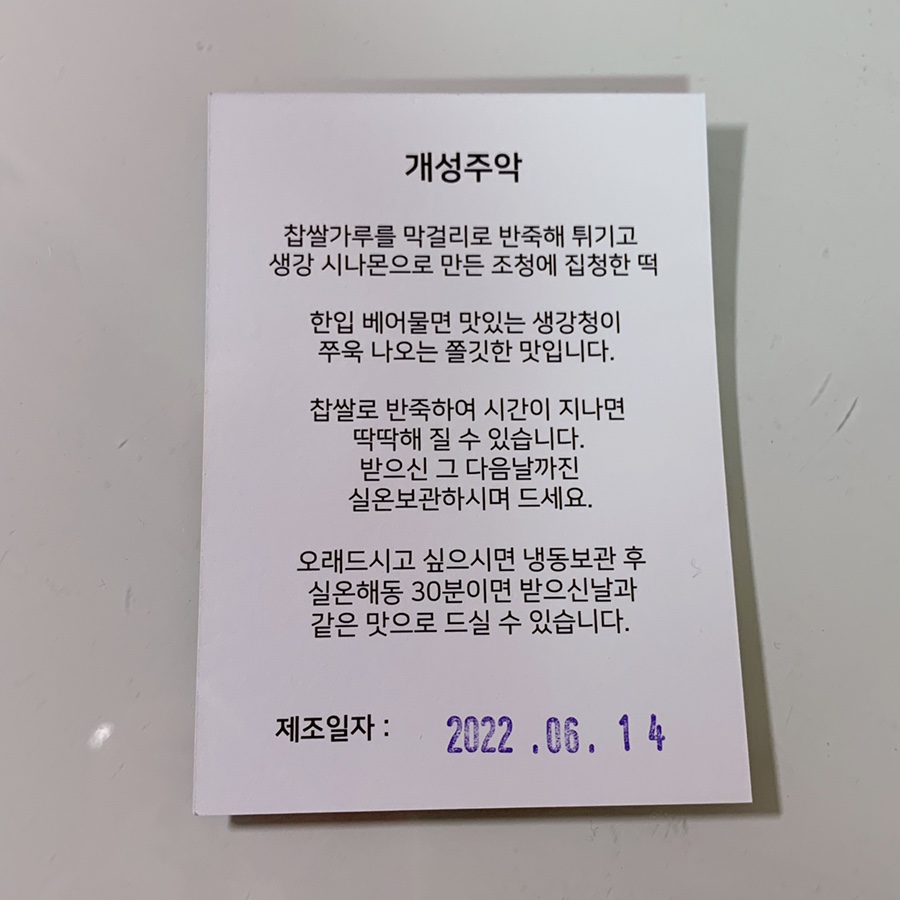 개성주악
찹쌀가루를 막걸리로 반죽해 튀기고
생강 시나몬으로 만든 조청에 집청한 떡
한입 베어물면 맛있는 생강청이
쭈욱 나오는 쫄깃한 맛입니다.
찹쌀로 반죽하여 시간이 지나면
딱딱해 질 수 있습니다.
받으신 그 다음날까진
실온보관하시며 드세요.
오래드시고 싶으시면 냉동보관 후
실온해동 30분이면 받으신날과
같은 맛으로 드실 수 있습니다.
제조일자 : 2022 .06. 14